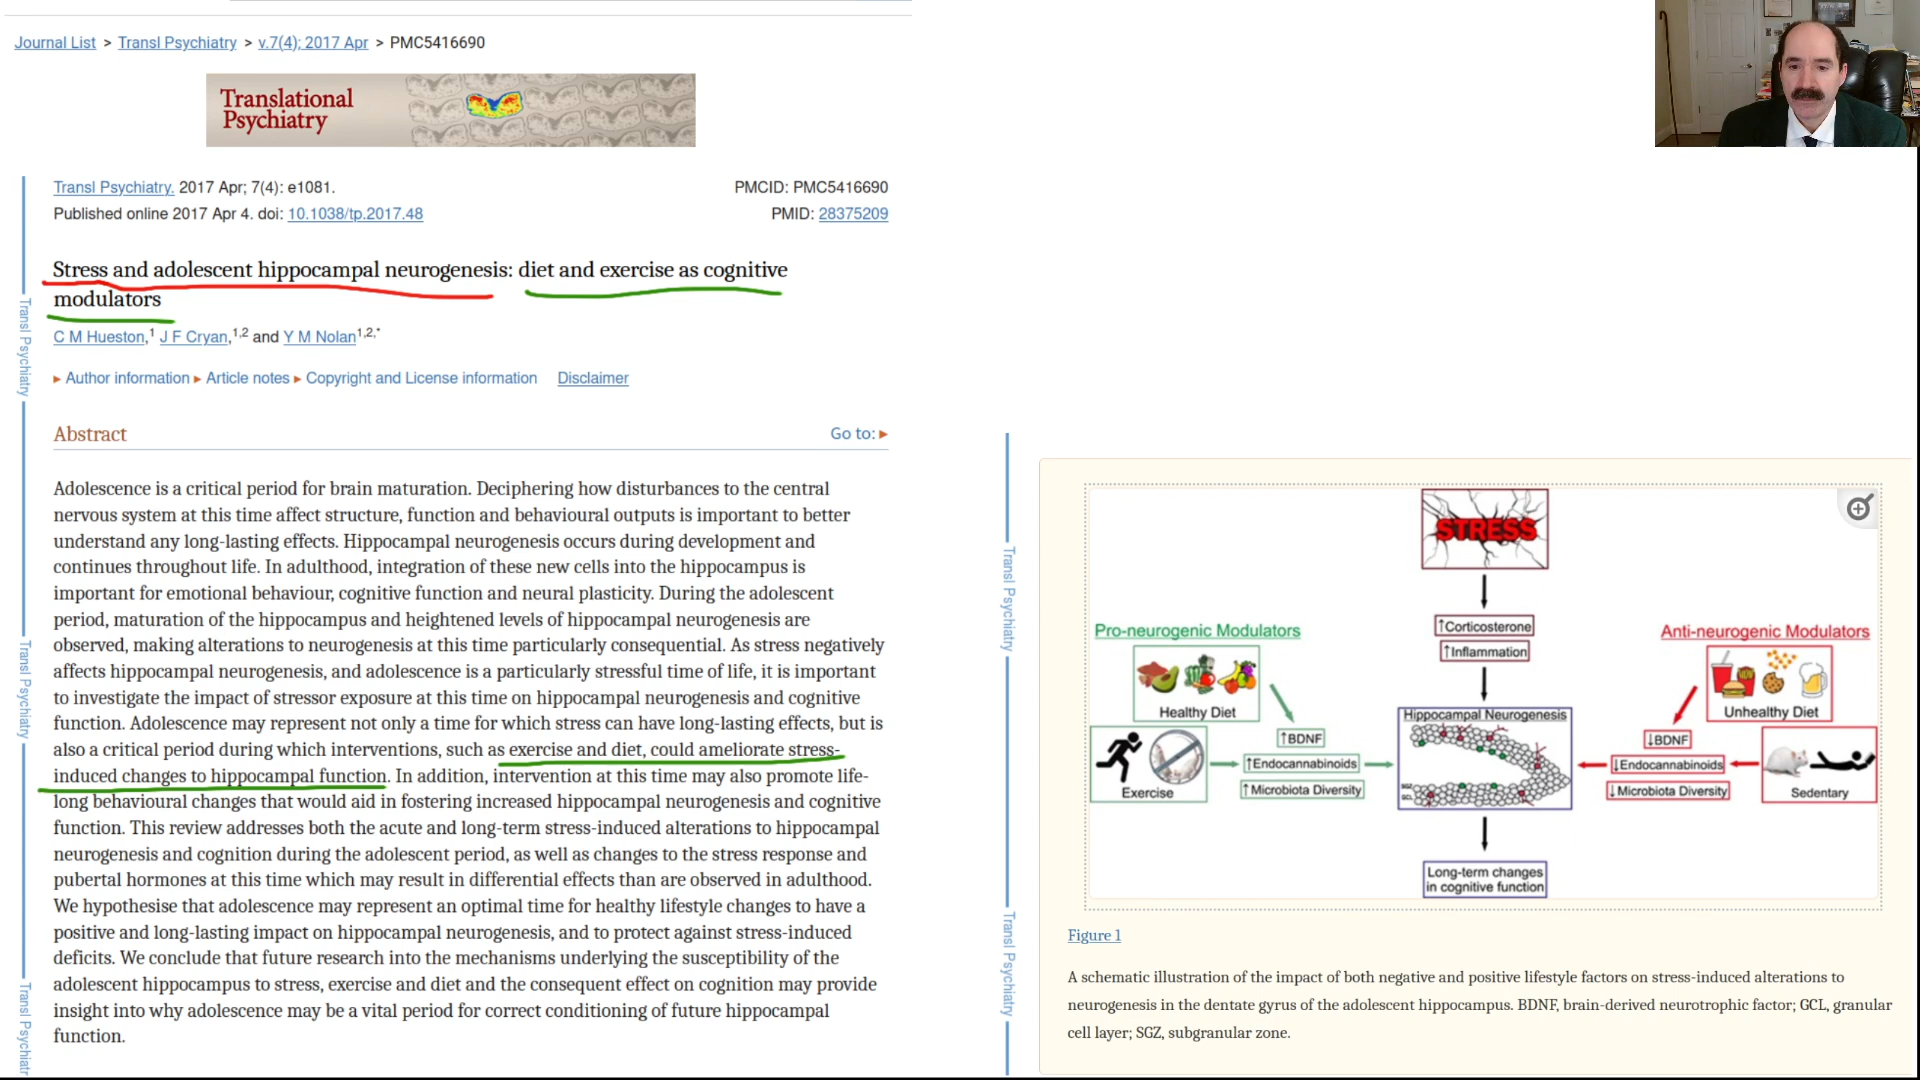 Journal List > Transl Psychiatry > v.7(4); 2017 Apr > PMC5416690
Translational
Psychiatry
Transl Psychiatry. 2017 Apr; 7(4): e1081.
PMCID: PMC5416690
Published online 2017 Apr 4. doi: 10.1038/tp.2017.48
PMID: 28375209
Stress and adolescent hippocampal neurogenesis: diet and exercise as cognitive
modulators
C M Hueston,1 J F Cryan,1,2 and Y M Nolan1,2,*
▸ Author information ▸ Article notes ▸ Copyright and License information Disclaimer
Abstract
Go to: ▸
Adolescence is a critical period for brain maturation. Deciphering how disturbances to the central
nervous system at this time affect structure, function and behavioural outputs is important to better
understand any long-lasting effects. Hippocampal neurogenesis occurs during development and
continues throughout life. In adulthood, integration of these new cells into the hippocampus is
important for emotional behaviour, cognitive function and neural plasticity. During the adolescent
period, maturation of the hippocampus and heightened levels of hippocampal neurogenesis are
observed, making alterations to neurogenesis at this time particularly consequential. As stress negatively
affects hippocampal neurogenesis, and adolescence is a particularly stressful time of life, it is important
to investigate the impact of stressor exposure at this time on hippocampal neurogenesis and cognitive
function. Adolescence may represent not only a time for which stress can have long-lasting effects, but is
also a critical period during which interventions, such as exercise and diet, could ameliorate stress-
induced changes to hippocampal function. In addition, intervention at this time may also promote life-
long behavioural changes that would aid in fostering increased hippocampal neurogenesis and cognitive
function. This review addresses both the acute and long-term stress-induced alterations to hippocampal
neurogenesis and cognition during the adolescent period, as well as changes to the stress response and
pubertal hormones at this time which may result in differential effects than are observed in adulthood.
We hypothesise that adolescence may represent an optimal time for healthy lifestyle changes to have a
positive and long-lasting impact on hippocampal neurogenesis, and to protect against stress-induced
deficits. We conclude that future research into the mechanisms underlying the susceptibility of the
adolescent hippocampus to stress, exercise and diet and the consequent effect on cognition may provide
insight into why adolescence may be a vital period for correct conditioning of future hippocampal
function.
Transl Psychiatry
Transl Psychiatry
Transl Psychiatr
Transl Psychiatry
Transl Psychiatry
STRESS
↑Corticosterone
↑Inflammation
Pro-neurogenic Modulators
Healthy Diet
Exercise
↑BDNF
↑Endocannabinoids
↑Microbiota Diversity
Hippocampal Neurogenesis
SGZ
GCL
Anti-neurogenic Modulators
Unhealthy Diet
Sedentary
↓BDNF
↓Endocannabinoids
↓Microbiota Diversity
Long-term changes
in cognitive function
Figure 1
A schematic illustration of the impact of both negative and positive lifestyle factors on stress-induced alterations to
neurogenesis in the dentate gyrus of the adolescent hippocampus. BDNF, brain-derived neurotrophic factor; GCL, granular
cell layer; SGZ, subgranular zone.